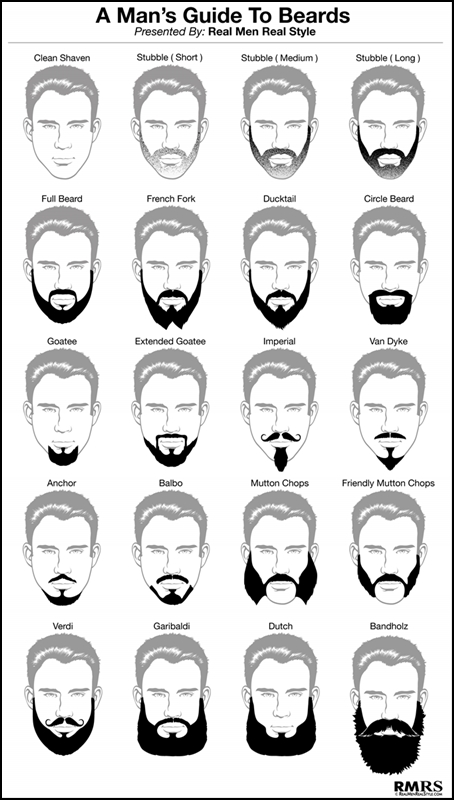 A Man's Guide To Beards
Presented By: Real Men Real Style
Clean Shaven Stubble ( Short ) Stubble ( Medium ) Stubble ( Long )
Full Beard French Fork Ducktail Circle Beard
Goatee Extended Goatee Imperial Van Dyke
Anchor Balbo Mutton Chops Friendly Mutton Chops
Verdi Garibaldi Dutch Bandholz
RMRS
© REALMENREALSTYLE.COM